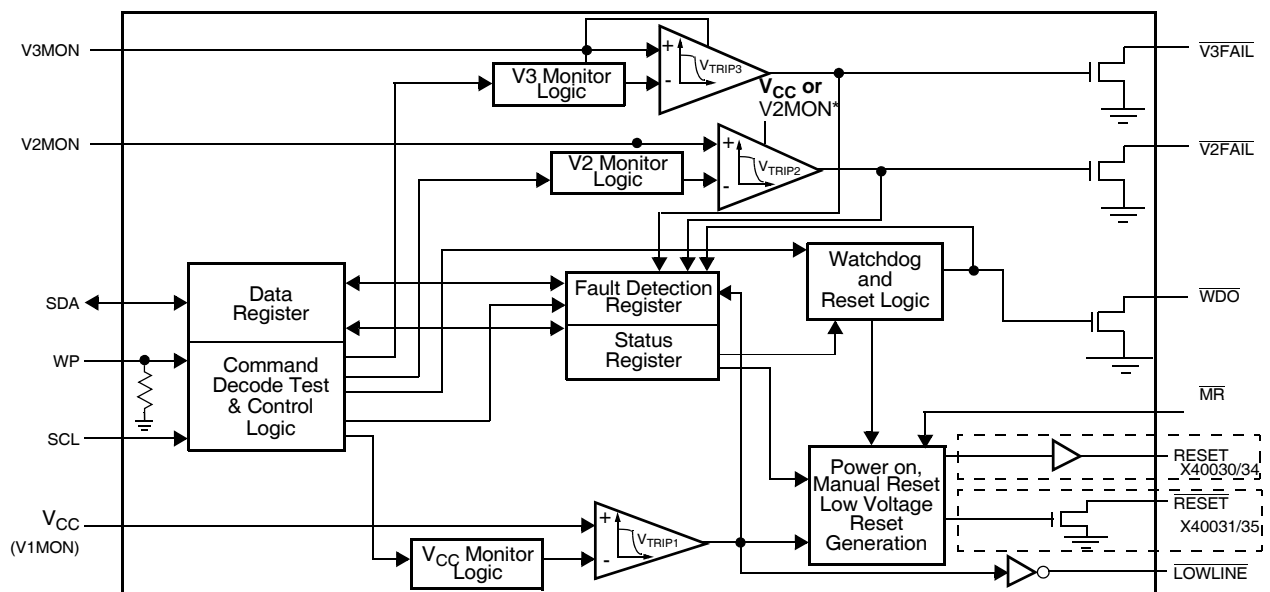 V3MON
V3 Monitor
Logic
+
-
VTRIP3
VCC or
V2MON*
V3FAIL
V2MON
V2 Monitor
Logic
+
-
VTRIP2
V2FAIL
SDA
WP
SCL
Data
Register
Command
Decode Test
& Control
Logic
Fault Detection
Register
Status
Register
Watchdog
and
Reset Logic
WDO
MR
Power on,
Manual Reset
Low Voltage
Reset
Generation
RESET
X40030/34
RESET
X40031/35
VCC
(V1MON)
VCC Monitor
Logic
+
-
VTRIP1
LOWLINE